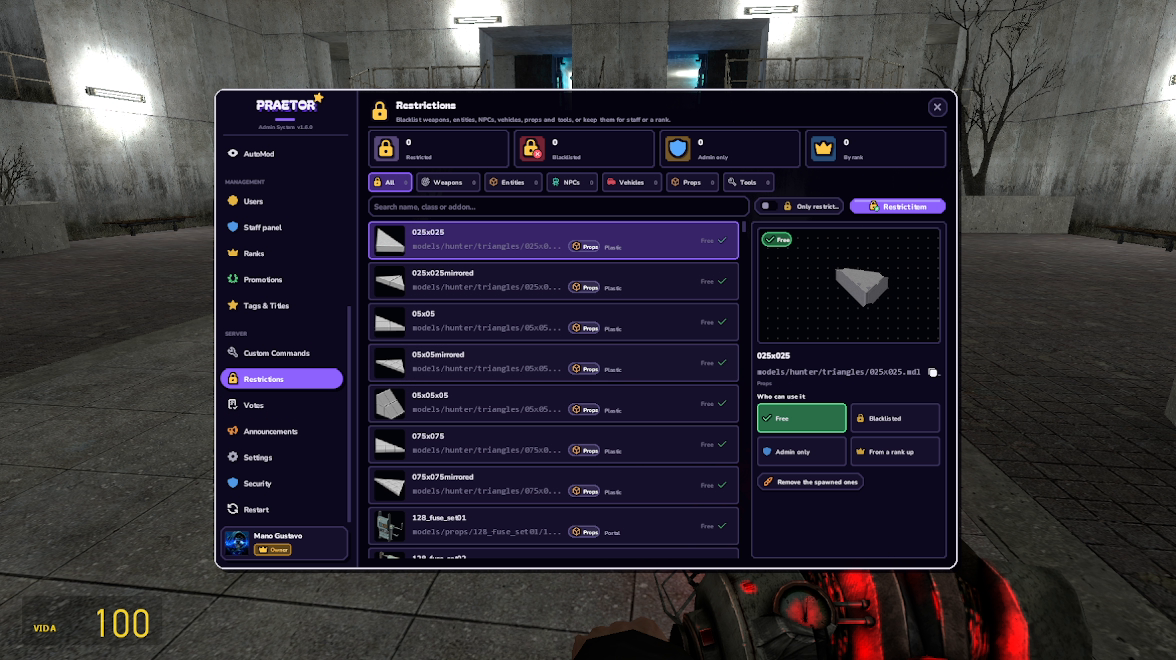 PRAETOR
Admin System v1.6.0
AutoMod
MANAGEMENT
Users
Staff panel
Ranks
Promotions
Tags & Titles
SERVER
Custom Commands
Restrictions
Votes
Announcements
Settings
Security
Restart
Mano Gustavo
Owner
Restrictions
Blacklist weapons, entities, NPCs, vehicles, props and tools, or keep them for staff or a rank.
0
Restricted
0
Blacklisted
0
Admin only
0
By rank
All 0
Weapons 0
Entities 0
NPCs 0
Vehicles 0
Props 0
Tools 0
Search name, class or addon...
Only restrict...
Restrict item
025x025
models/hunter/triangles/025x0... Props Plastic
Free
025x025mirrored
models/hunter/triangles/025x0... Props Plastic
Free
05x05
models/hunter/triangles/05x05... Props Plastic
Free
05x05mirrored
models/hunter/triangles/05x05... Props Plastic
Free
05x05x05
models/hunter/triangles/05x05... Props Plastic
Free
075x075
models/hunter/triangles/075x0... Props Plastic
Free
075x075mirrored
models/hunter/triangles/075x0... Props Plastic
Free
128_fuse_set01
models/props/128_fuse_set01/1... Props Portal
Free
Free
025x025
models/hunter/triangles/025x025.mdl
Props
Who can use it
Free
Blacklisted
Admin only
From a rank up
Remove the spawned ones
VIDA 100